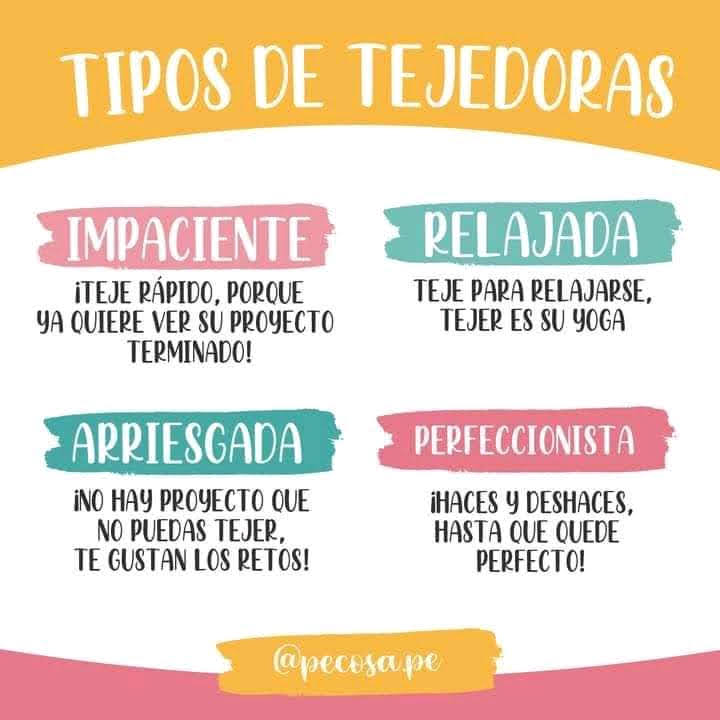 TIPOS DE TEJEDORAS
IMPACIENTE
¡TEJE RÁPIDO, PORQUE
YA QUIERE VER SU PROYECTO
TERMINADO!
RELAJADA
TEJE PARA RELAJARSE,
TEJER ES SU YOGA
ARRIESGADA
¡NO HAY PROYECTO QUE
NO PUEDAS TEJER,
TE GUSTAN LOS RETOS!
PERFECCIONISTA
¡HACES Y DESHACES,
HASTA QUE QUEDE
PERFECTO!
@pecosa.pe